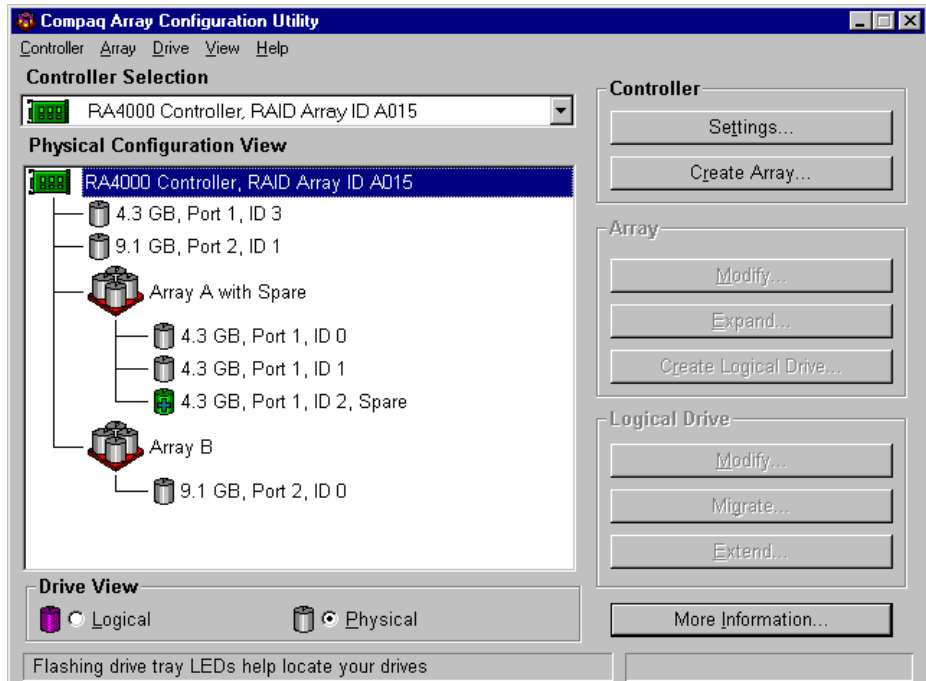 Compaq Array Configuration Utility
Controller Array Drive View Help
Controller Selection
RA4000 Controller, RAID Array ID A015
Physical Configuration View
RA4000 Controller, RAID Array ID A015
4.3 GB, Port 1, ID 3
9.1 GB, Port 2, ID 1
Array A with Spare
4.3 GB, Port 1, ID 0
4.3 GB, Port 1, ID 1
4.3 GB, Port 1, ID 2, Spare
Array B
9.1 GB, Port 2, ID 0
Drive View
Logical
Physical
Controller
Settings...
Create Array...
Array
Modify...
Expand...
Create Logical Drive...
Logical Drive
Modify...
Migrate...
Extend...
More Information...
Flashing drive tray LEDs help locate your drives